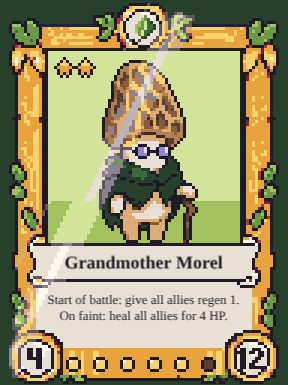 Grandmother Morel
Start of battle: give all allies regen 1.
On faint: heal all allies for 4 HP.
4
12